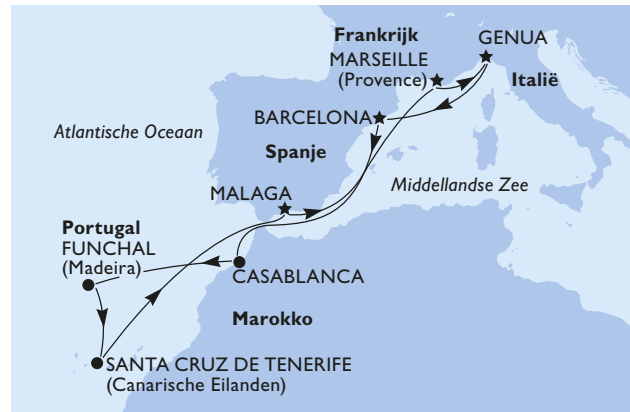 Frankrijk
MARSEILLE
(Provence)
GENUA
Italië
BARCELONA
Atlantische Oceaan
Spanje
Middellandse Zee
MALAGA
Portugal
FUNCHAL
(Madeira)
CASABLANCA
Marokko
SANTA CRUZ DE TENERIFE
(Canarische Eilanden)